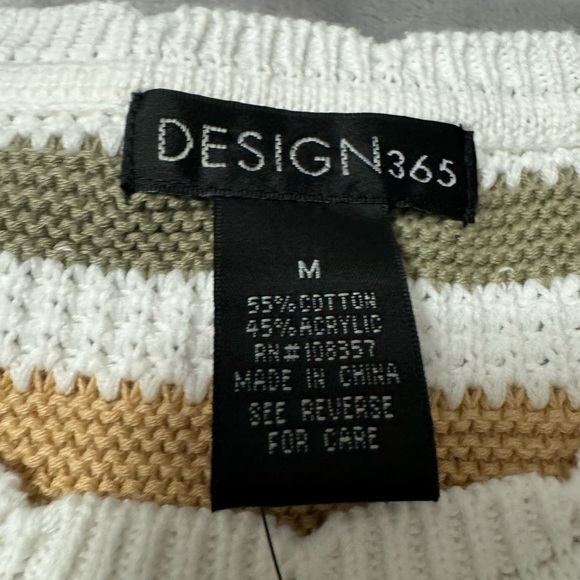 DESIGN365
M
55% COTTON
45% ACRYLIC
RN#108357
MADE IN CHINA
SEE REVERSE
FOR CARE